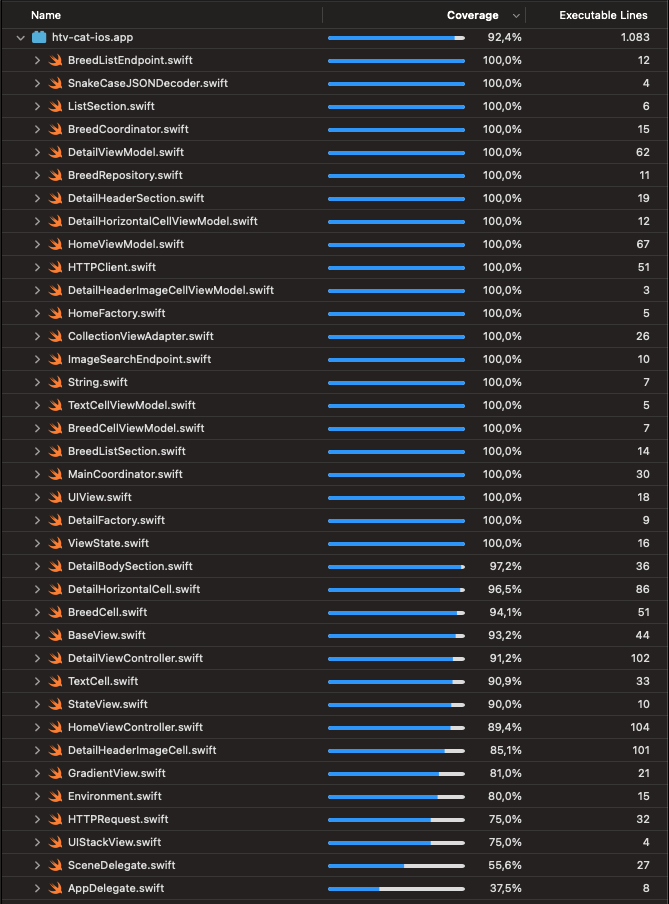 Name Coverage Executable Lines
htv-cat-ios.app 92,4% 1.083
BreedListEndpoint.swift 100,0% 12
SnakeCaseJSONDecoder.swift 100,0% 4
ListSection.swift 100,0% 6
BreedCoordinator.swift 100,0% 15
DetailViewModel.swift 100,0% 62
BreedRepository.swift 100,0% 11
DetailHeaderSection.swift 100,0% 19
DetailHorizontalCellViewModel.swift 100,0% 12
HomeViewModel.swift 100,0% 67
HTTPClient.swift 100,0% 51
DetailHeaderImageCellViewModel.swift 100,0% 3
HomeFactory.swift 100,0% 5
CollectionViewAdapter.swift 100,0% 26
ImageSearchEndpoint.swift 100,0% 10
String.swift 100,0% 7
TextCellViewModel.swift 100,0% 5
BreedCellViewModel.swift 100,0% 7
BreedListSection.swift 100,0% 14
MainCoordinator.swift 100,0% 30
UIView.swift 100,0% 18
DetailFactory.swift 100,0% 9
ViewState.swift 100,0% 16
DetailBodySection.swift 97,2% 36
DetailHorizontalCell.swift 96,5% 86
BreedCell.swift 94,1% 51
BaseView.swift 93,2% 44
DetailViewController.swift 91,2% 102
TextCell.swift 90,9% 33
StateView.swift 90,0% 10
HomeViewController.swift 89,4% 104
DetailHeaderImageCell.swift 85,1% 101
GradientView.swift 81,0% 21
Environment.swift 80,0% 15
HTTPRequest.swift 75,0% 32
UIStackView.swift 75,0% 4
SceneDelegate.swift 55,6% 27
AppDelegate.swift 37,5% 8